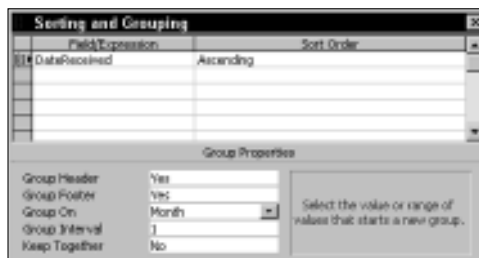 Sorting and Grouping
Field/Expression Sort Order
DateReceived Ascending
Group Properties
Group Header Yes
Group Footer Yes
Group On Month
Group Interval 1
Keep Together No
Select the value or range of
values that starts a new group.